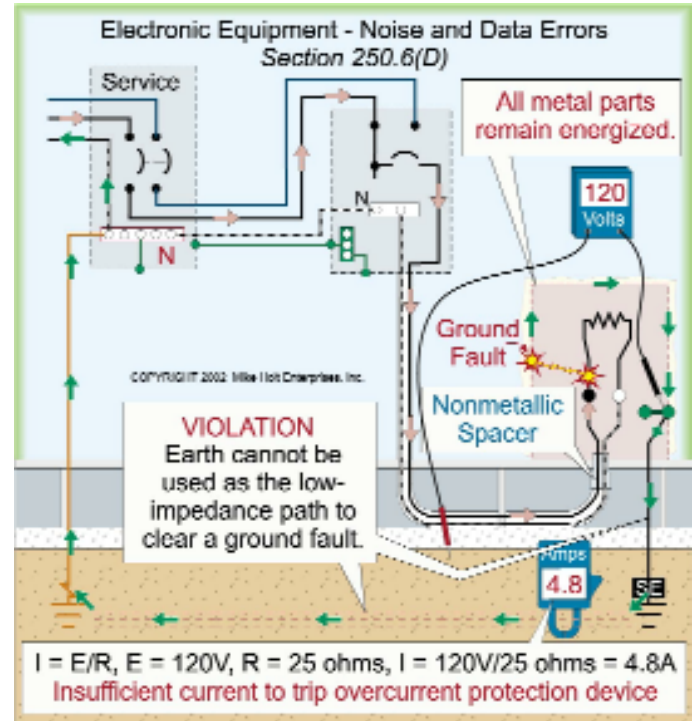 Electronic Equipment - Noise and Data Errors
Section 250.6(D)
Service
All metal parts
remain energized.
120
Volts
N
N
Ground
Fault
COPYRIGHT 2002 Mike Holt Enterprises, Inc.
Nonmetallic
Spacer
VIOLATION
Earth cannot be
used as the low-
impedance path to
clear a ground fault.
Amps
4.8
SE
I = E/R, E = 120V, R = 25 ohms, I = 120V/25 ohms = 4.8A
Insufficient current to trip overcurrent protection device